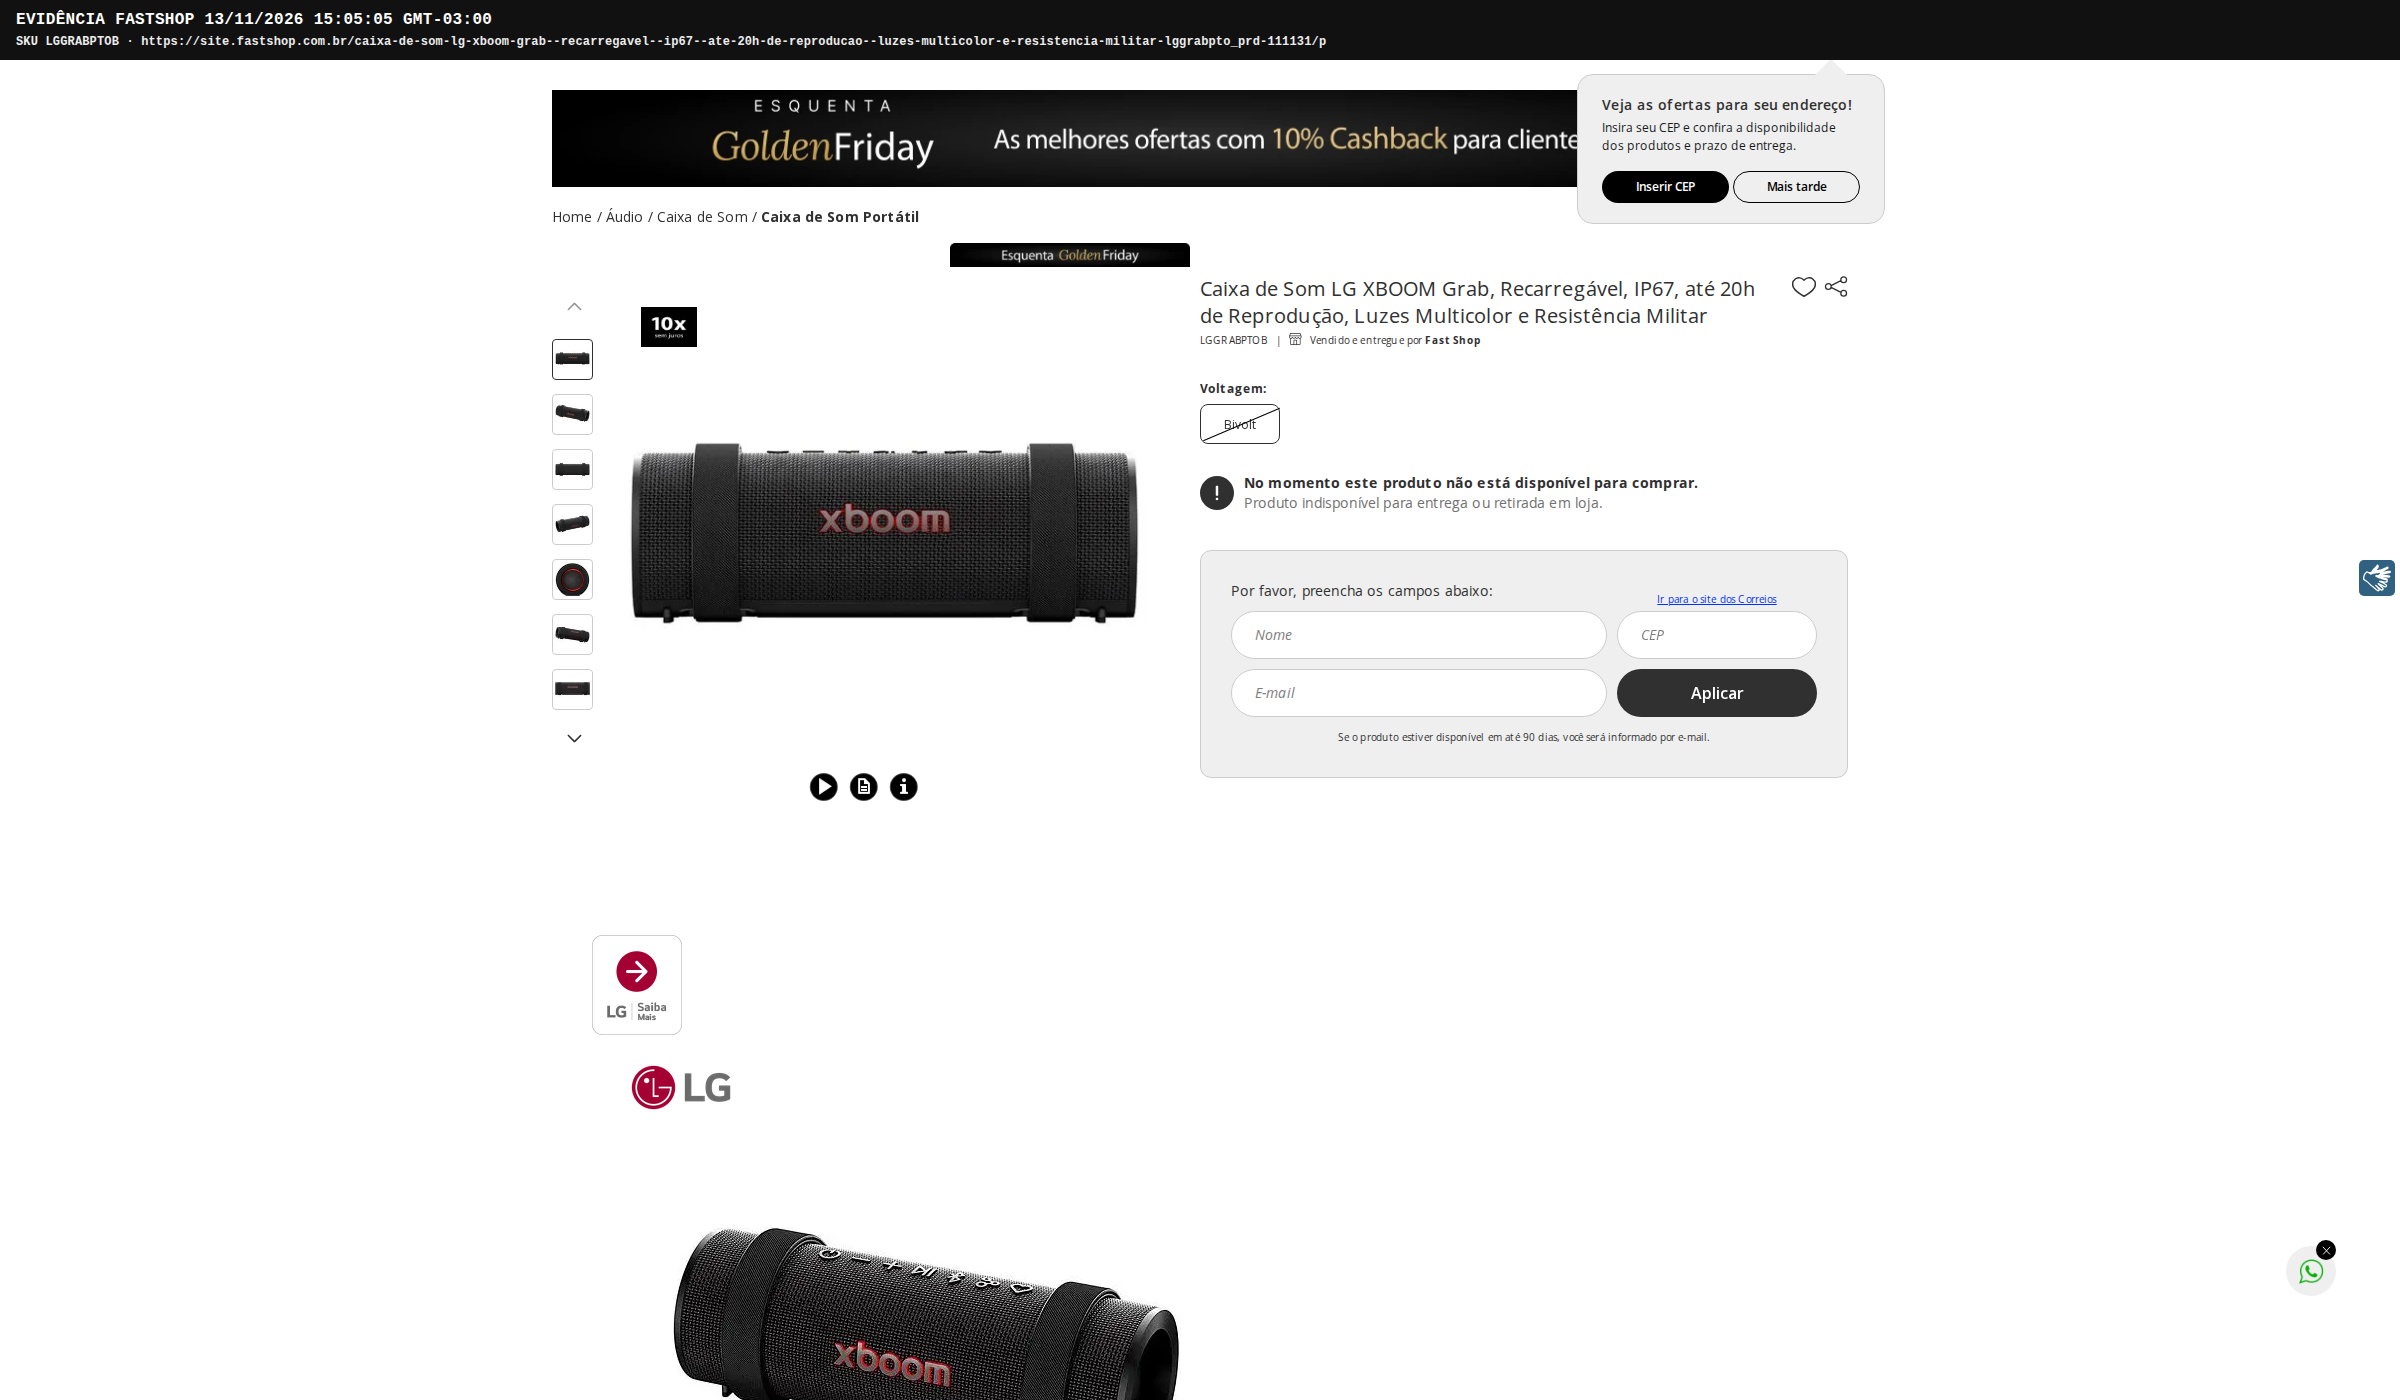 EVIDÊNCIA FASTSHOP 13/11/2026 15:05:05 GMT-03:00
SKU LGGRABPTOB · https://site.fastshop.com.br/caixa-de-som-lg-xboom-grab--recarregavel--ip67--ate-20h-de-reproducao--luzes-multicolor-e-resistencia-militar-lggrabpto_prd-111131/p
ESQUENTA
GoldenFriday
As melhores ofertas com 10% Cashback para cliente
Veja as ofertas para seu endereço!
Insira seu CEP e confira a disponibilidade
dos produtos e prazo de entrega.
Inserir CEP
Mais tarde
Home / Áudio / Caixa de Som / Caixa de Som Portátil
Esquenta GoldenFriday
10x
sem juros
xboom
Caixa de Som LG XBOOM Grab, Recarregável, IP67, até 20h
de Reprodução, Luzes Multicolor e Resistência Militar
LGGRABPTOB | Vendido e entregue por Fast Shop
Voltagem:
Bivolt
No momento este produto não está disponível para comprar.
Produto indisponível para entrega ou retirada em loja.
Por favor, preencha os campos abaixo:
Ir para o site dos Correios
Nome
CEP
E-mail
Aplicar
Se o produto estiver disponível em até 90 dias, você será informado por e-mail.
LG | Saiba
Mais
LG
xboom